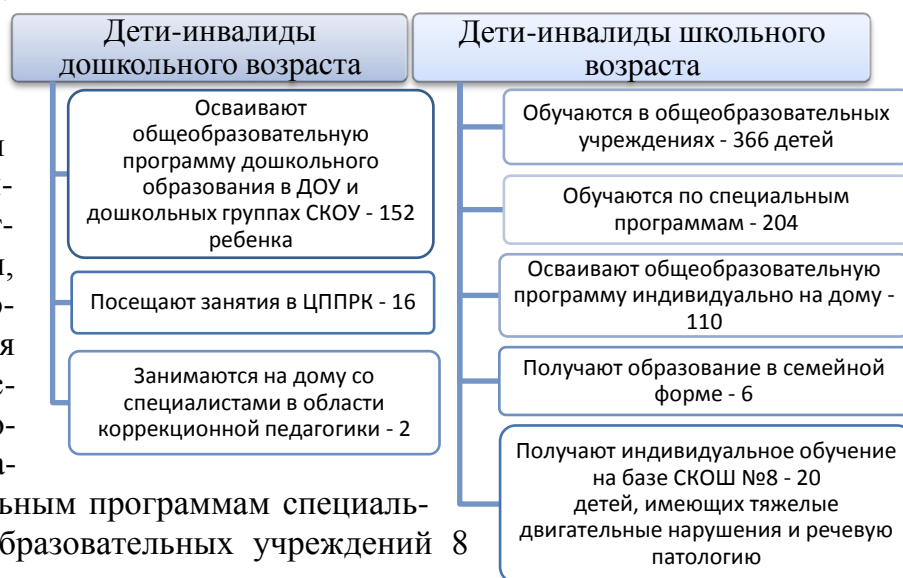 Дети-инвалиды
дошкольного возраста
Осваивают
общеобразовательную
программу дошкольного
образования в ДОУ и
дошкольных группах СКОУ - 152
ребенка
Посещают занятия в ЦППРК - 16
Занимаются на дому со
специалистами в области
коррекционной педагогики - 2
Дети-инвалиды школьного
возраста
Обучаются в общеобразовательных
учреждениях - 366 детей
Обучаются по специальным
программам - 204
Осваивают общеобразовательную
программу индивидуально на дому -
110
Получают образование в семейной
форме - 6
Получают индивидуальное обучение
на базе СКОШ №8 - 20
детей, имеющих тяжелые
двигательные нарушения и речевую
патологию
льным программам специаль-
бразовательных учреждений 8